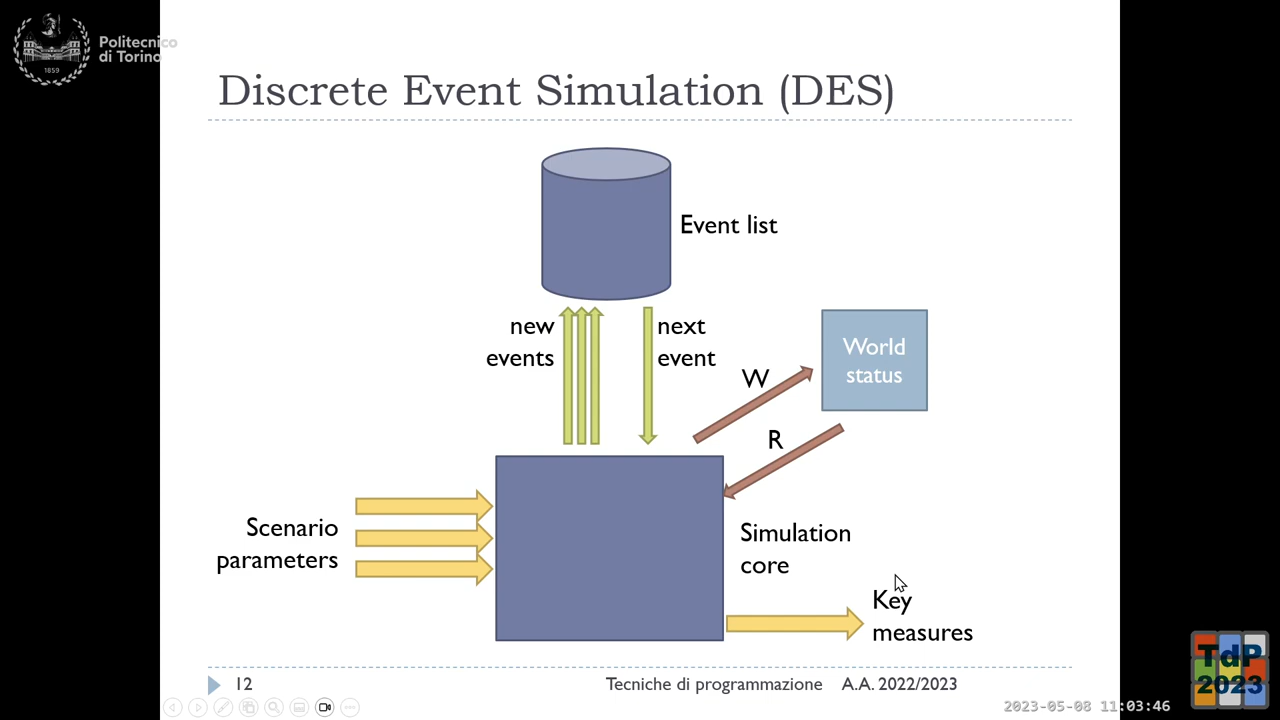 Politecnico
di Torino
1859
Discrete Event Simulation (DES)
Event list
new
events
next
event
World
status
W
R
Scenario
parameters
Simulation
core
Key
measures
12
Tecniche di programmazione A.A. 2022/2023
2023-05-08 11:03:46
TdP
2023